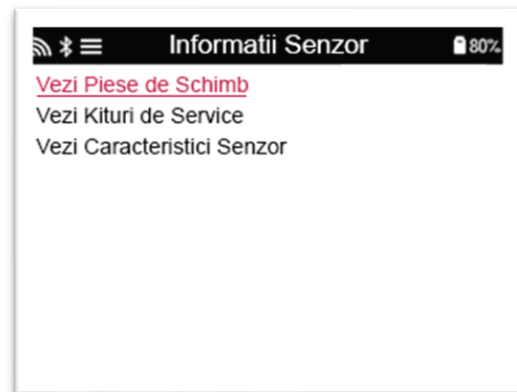 Informatii Senzor 80%
Vezi Piese de Schimb
Vezi Kituri de Service
Vezi Caracteristici Senzor